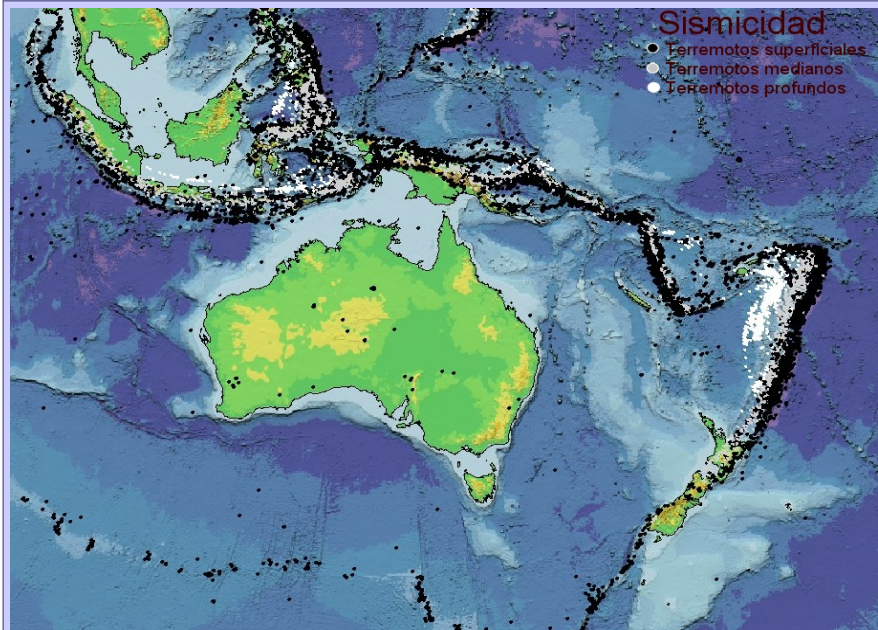 Sismicidad
Terremotos superficiales
Terremotos medianos
Terremotos profundos